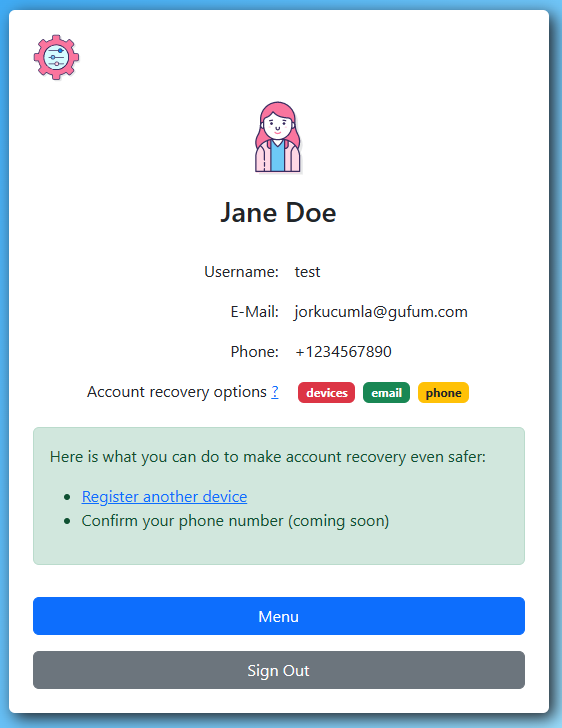 Jane Doe
Username: test
E-Mail: jorkucumla@gufum.com
Phone: +1234567890
Account recovery options ? devices email phone
Here is what you can do to make account recovery even safer:
• Register another device
• Confirm your phone number (coming soon)
Menu
Sign Out